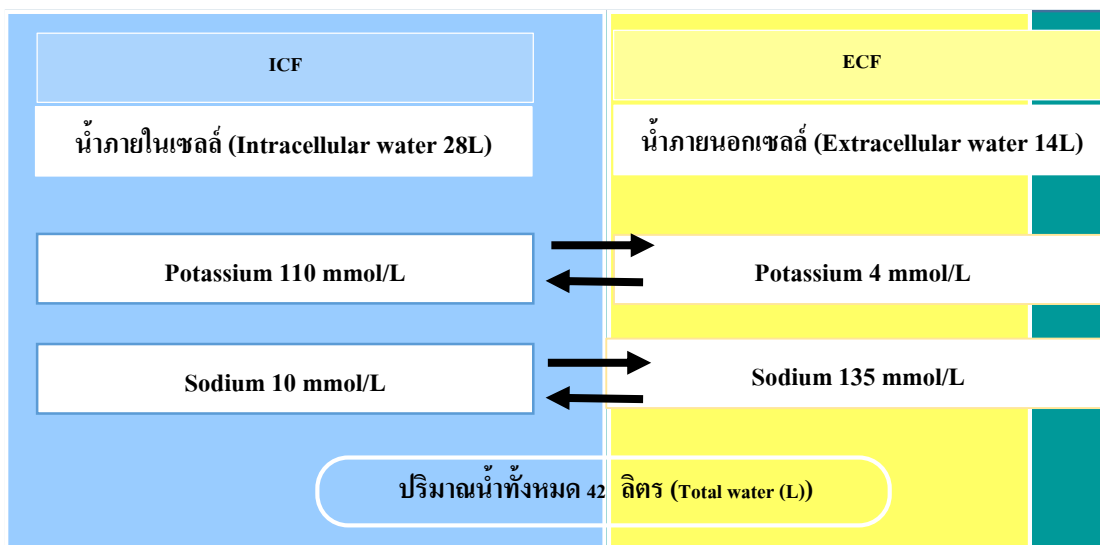 ICF
ECF
น้ำภายในเซลล์ (Intracellular water 28L)
น้ำภายนอกเซลล์ (Extracellular water 14L)
Potassium 110 mmol/L
Potassium 4 mmol/L
Sodium 10 mmol/L
Sodium 135 mmol/L
ปริมาณน้ำทั้งหมด 42 ลิตร (Total water (L))